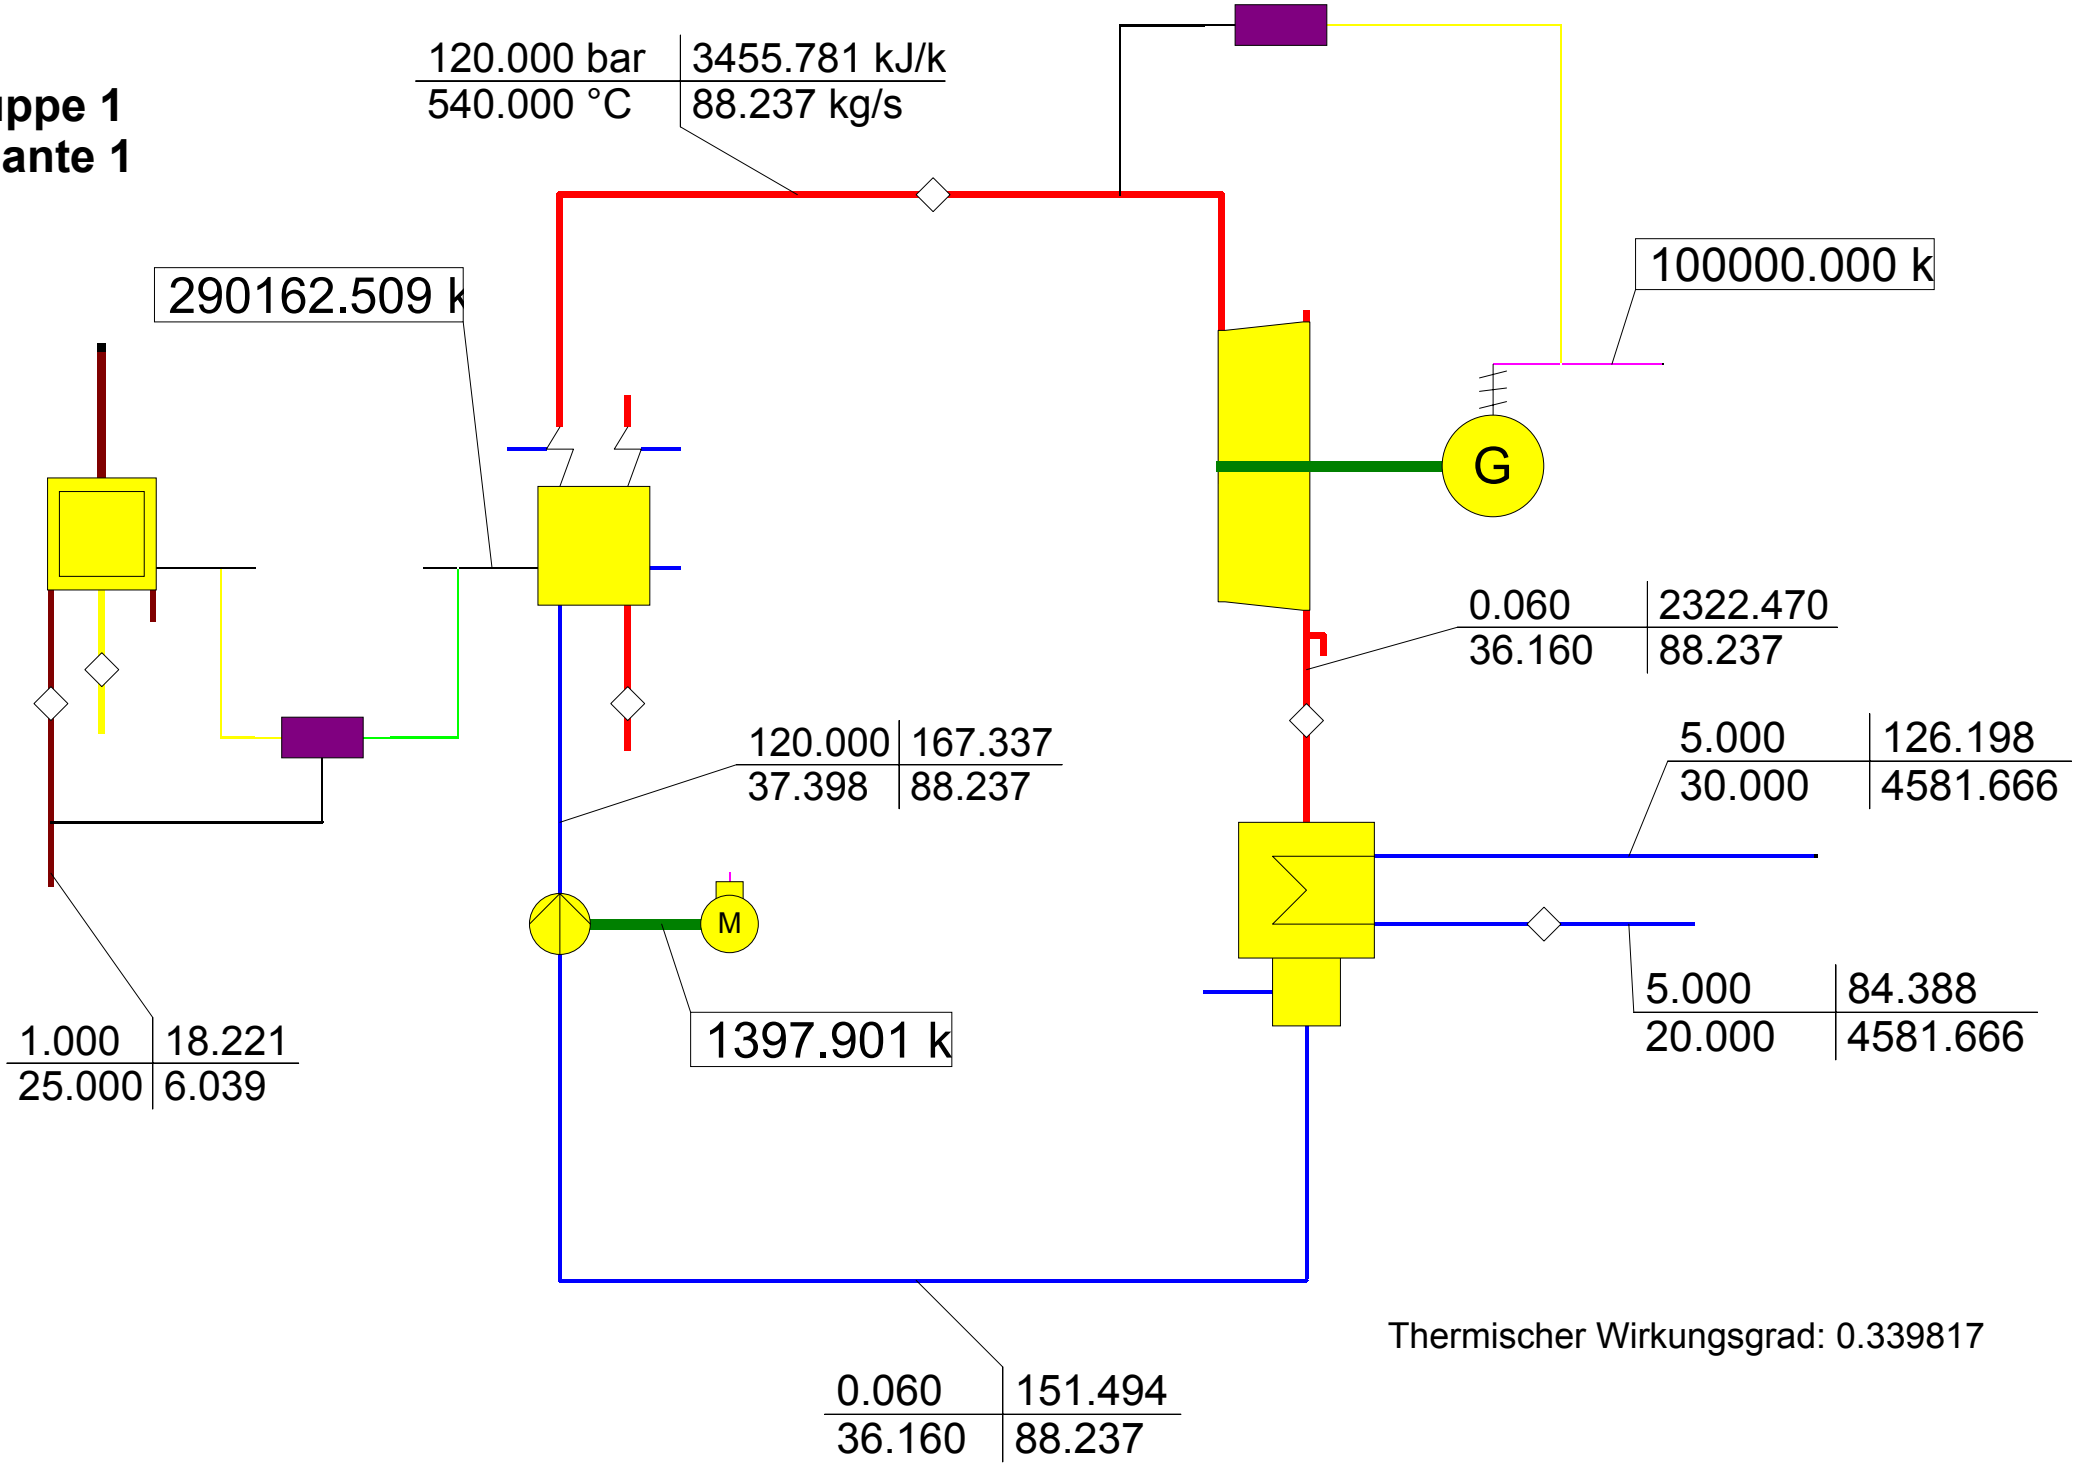 120.000 bar 3455.781 kJ/k
540.000 °C 88.237 kg/s
uppe 1
ante 1
100000.000 k
290162.509 k
G
0.060 2322.470
36.160 88.237
5.000 126.198
30.000 4581.666
120.000 167.337
37.398 88.237
M
5.000 84.388
20.000 4581.666
1397.901 k
1.000 18.221
25.000 6.039
Thermischer Wirkungsgrad: 0.339817
0.060 151.494
36.160 88.237